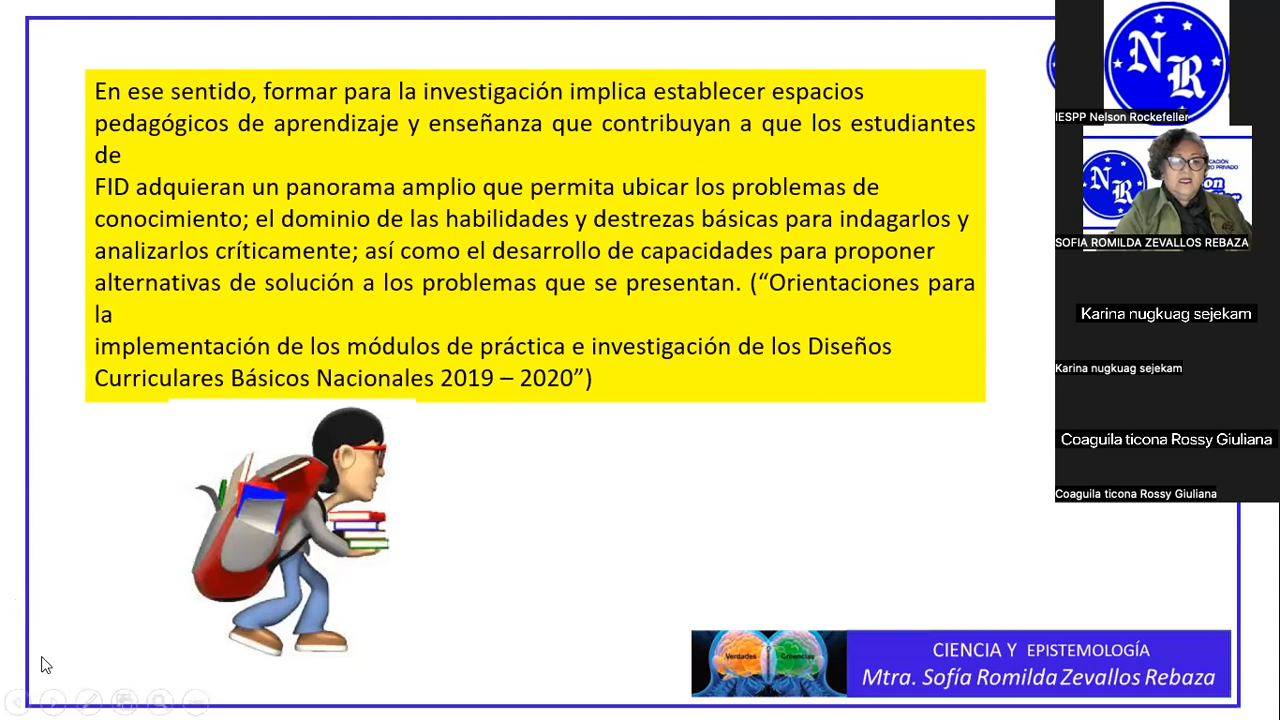 En ese sentido, formar para la investigación implica establecer espacios
pedagógicos de aprendizaje y enseñanza que contribuyan a que los estudiantes
de
FID adquieran un panorama amplio que permita ubicar los problemas de
conocimiento; el dominio de las habilidades y destrezas básicas para indagarlos y
analizarlos críticamente; así como el desarrollo de capacidades para proponer
alternativas de solución a los problemas que se presentan. (“Orientaciones para
la
implementación de los módulos de práctica e investigación de los Diseños
Curriculares Básicos Nacionales 2019 – 2020”)
Verdades Creencias
CIENCIA Y EPISTEMOLOGÍA
Mtra. Sofía Romilda Zevallos Rebaza
NR
IESPP Nelson Rockefeller
NR
SOFIA ROMILDA ZEVALLOS REBAZA
Karina nugkuag sejekam
Karina nugkuag sejekam
Coaguila ticona Rossy Giuliana
Coaguila ticona Rossy Giuliana